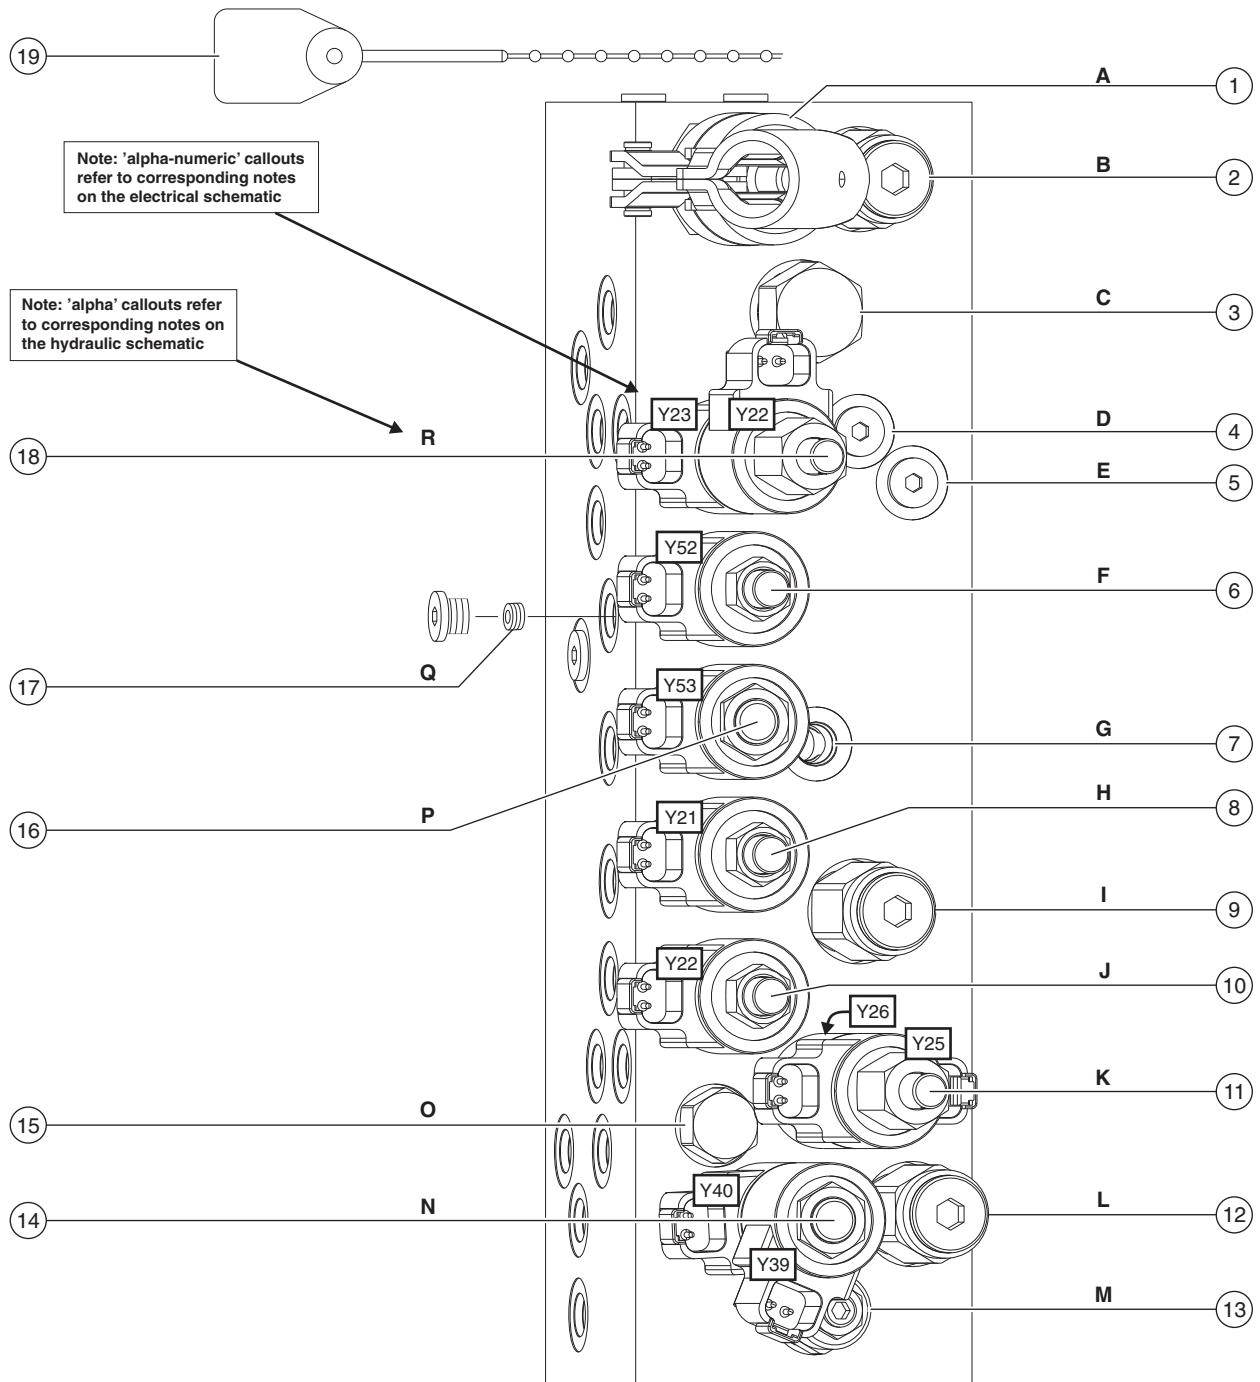 19
A
1
Note: 'alpha-numeric' callouts
refer to corresponding notes
on the electrical schematic
B
2
Note: 'alpha' callouts refer
to corresponding notes on
the hydraulic schematic
C
3
Y23
Y22
D
4
R
18
E
5
Y52
F
6
Q
17
Y53
G
7
P
16
Y21
H
8
I
9
Y22
J
10
Y26
Y25
K
11
O
15
Y40
N
14
L
12
Y39
M
13